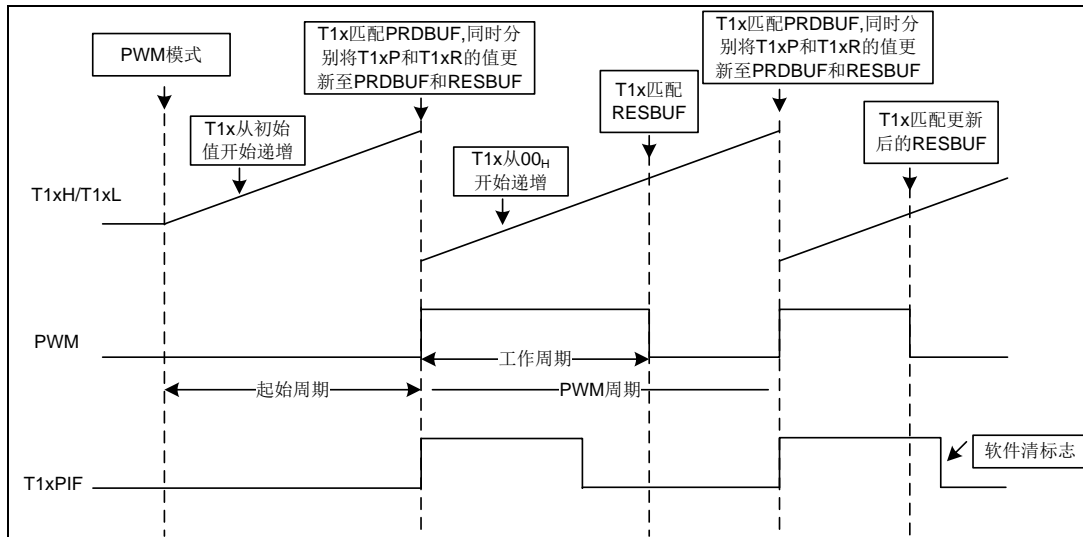 PWM模式
T1x匹配PRDBUF,同时分
别将T1xP和T1xR的值更
新至PRDBUF和RESBUF
T1x匹配
RESBUF
T1x匹配PRDBUF,同时分
别将T1xP和T1xR的值更
新至PRDBUF和RESBUF
T1x从初始
值开始递增
T1x从00H
开始递增
T1x匹配更新
后的RESBUF
T1xH/T1xL
PWM
工作周期
起始周期
PWM周期
T1xPIF
软件清标志